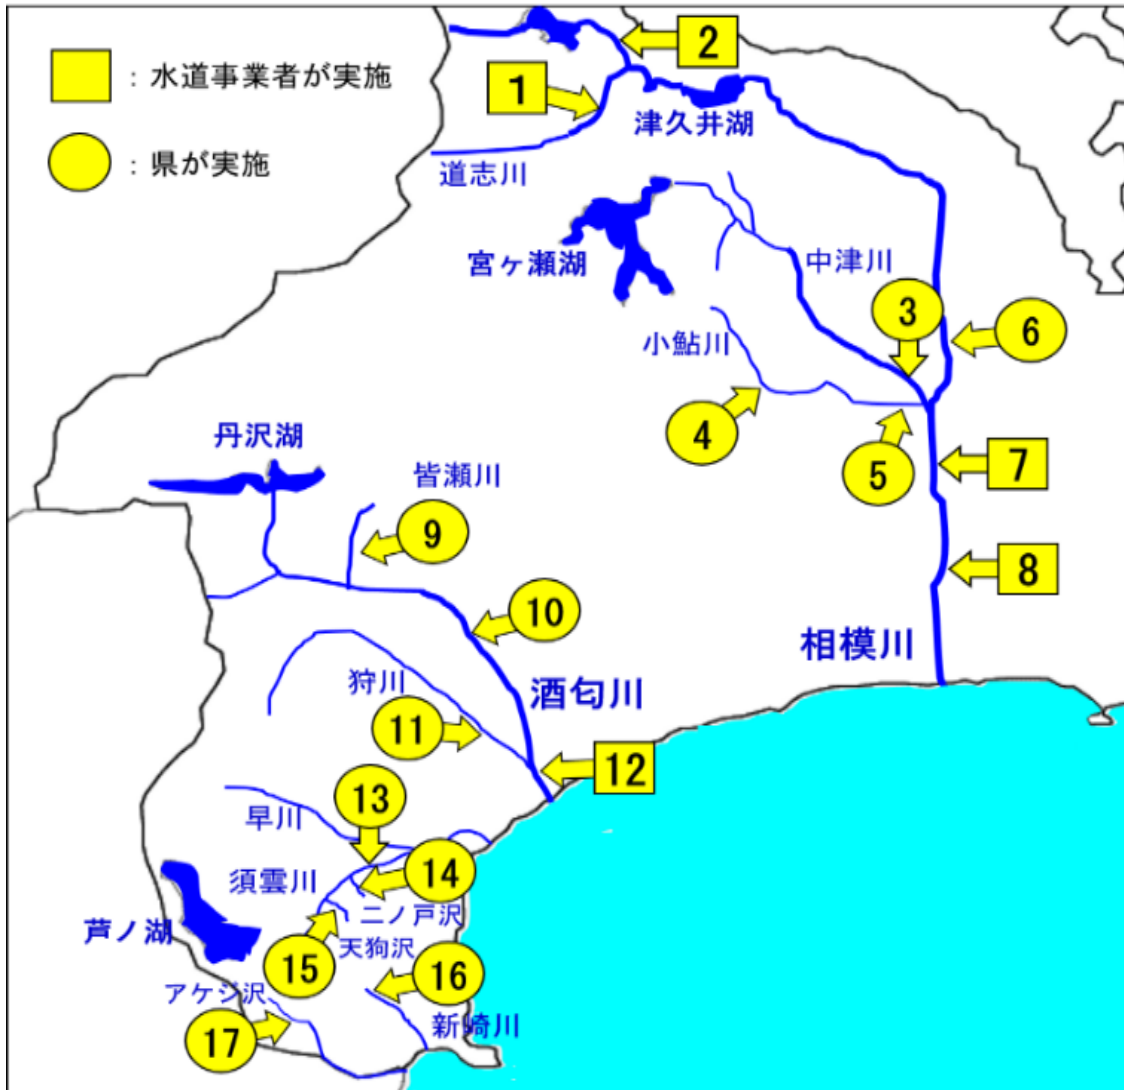 ：水道事業者が実施
：県が実施
2
1
津久井湖
道志川
宮ヶ瀬湖
中津川
3
6
小鮎川
4
5
7
丹沢湖
皆瀬川
9
8
10
相模川
狩川
酒匂川
11
12
13
早川
14
須雲川
二ノ戸沢
芦ノ湖
天狗沢
15
16
アケジ沢
新崎川
17